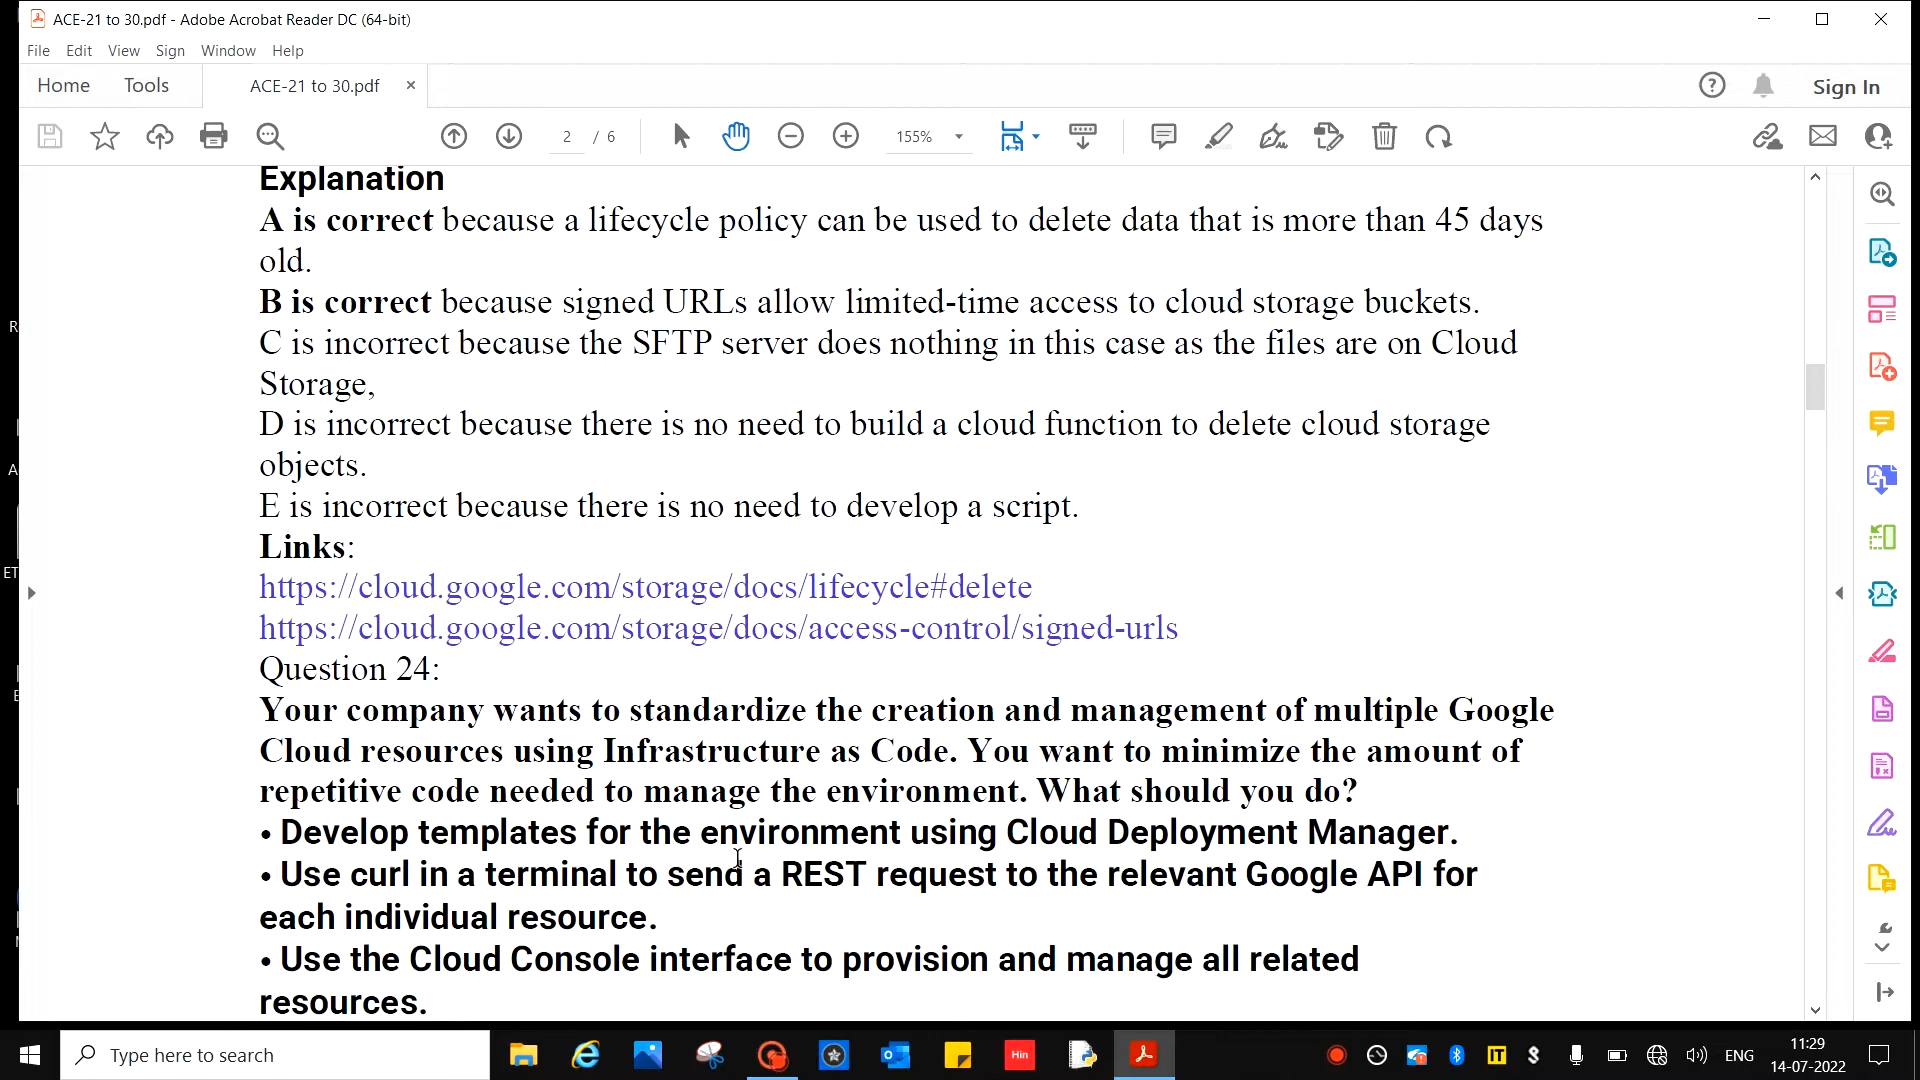 ACE-21 to 30.pdf - Adobe Acrobat Reader DC (64-bit)
File Edit View Sign Window Help
Home Tools ACE-21 to 30.pdf × Sign In
2 / 6 155%
Explanation
A is correct because a lifecycle policy can be used to delete data that is more than 45 days
old.
B is correct because signed URLs allow limited-time access to cloud storage buckets.
C is incorrect because the SFTP server does nothing in this case as the files are on Cloud
Storage,
D is incorrect because there is no need to build a cloud function to delete cloud storage
objects.
E is incorrect because there is no need to develop a script.
Links:
https://cloud.google.com/storage/docs/lifecycle#delete
https://cloud.google.com/storage/docs/access-control/signed-urls
Question 24:
Your company wants to standardize the creation and management of multiple Google
Cloud resources using Infrastructure as Code. You want to minimize the amount of
repetitive code needed to manage the environment. What should you do?
• Develop templates for the environment using Cloud Deployment Manager.
• Use curl in a terminal to send a REST request to the relevant Google API for
each individual resource.
• Use the Cloud Console interface to provision and manage all related
resources.
Type here to search
Hin
IT
ENG
11:29
14-07-2022